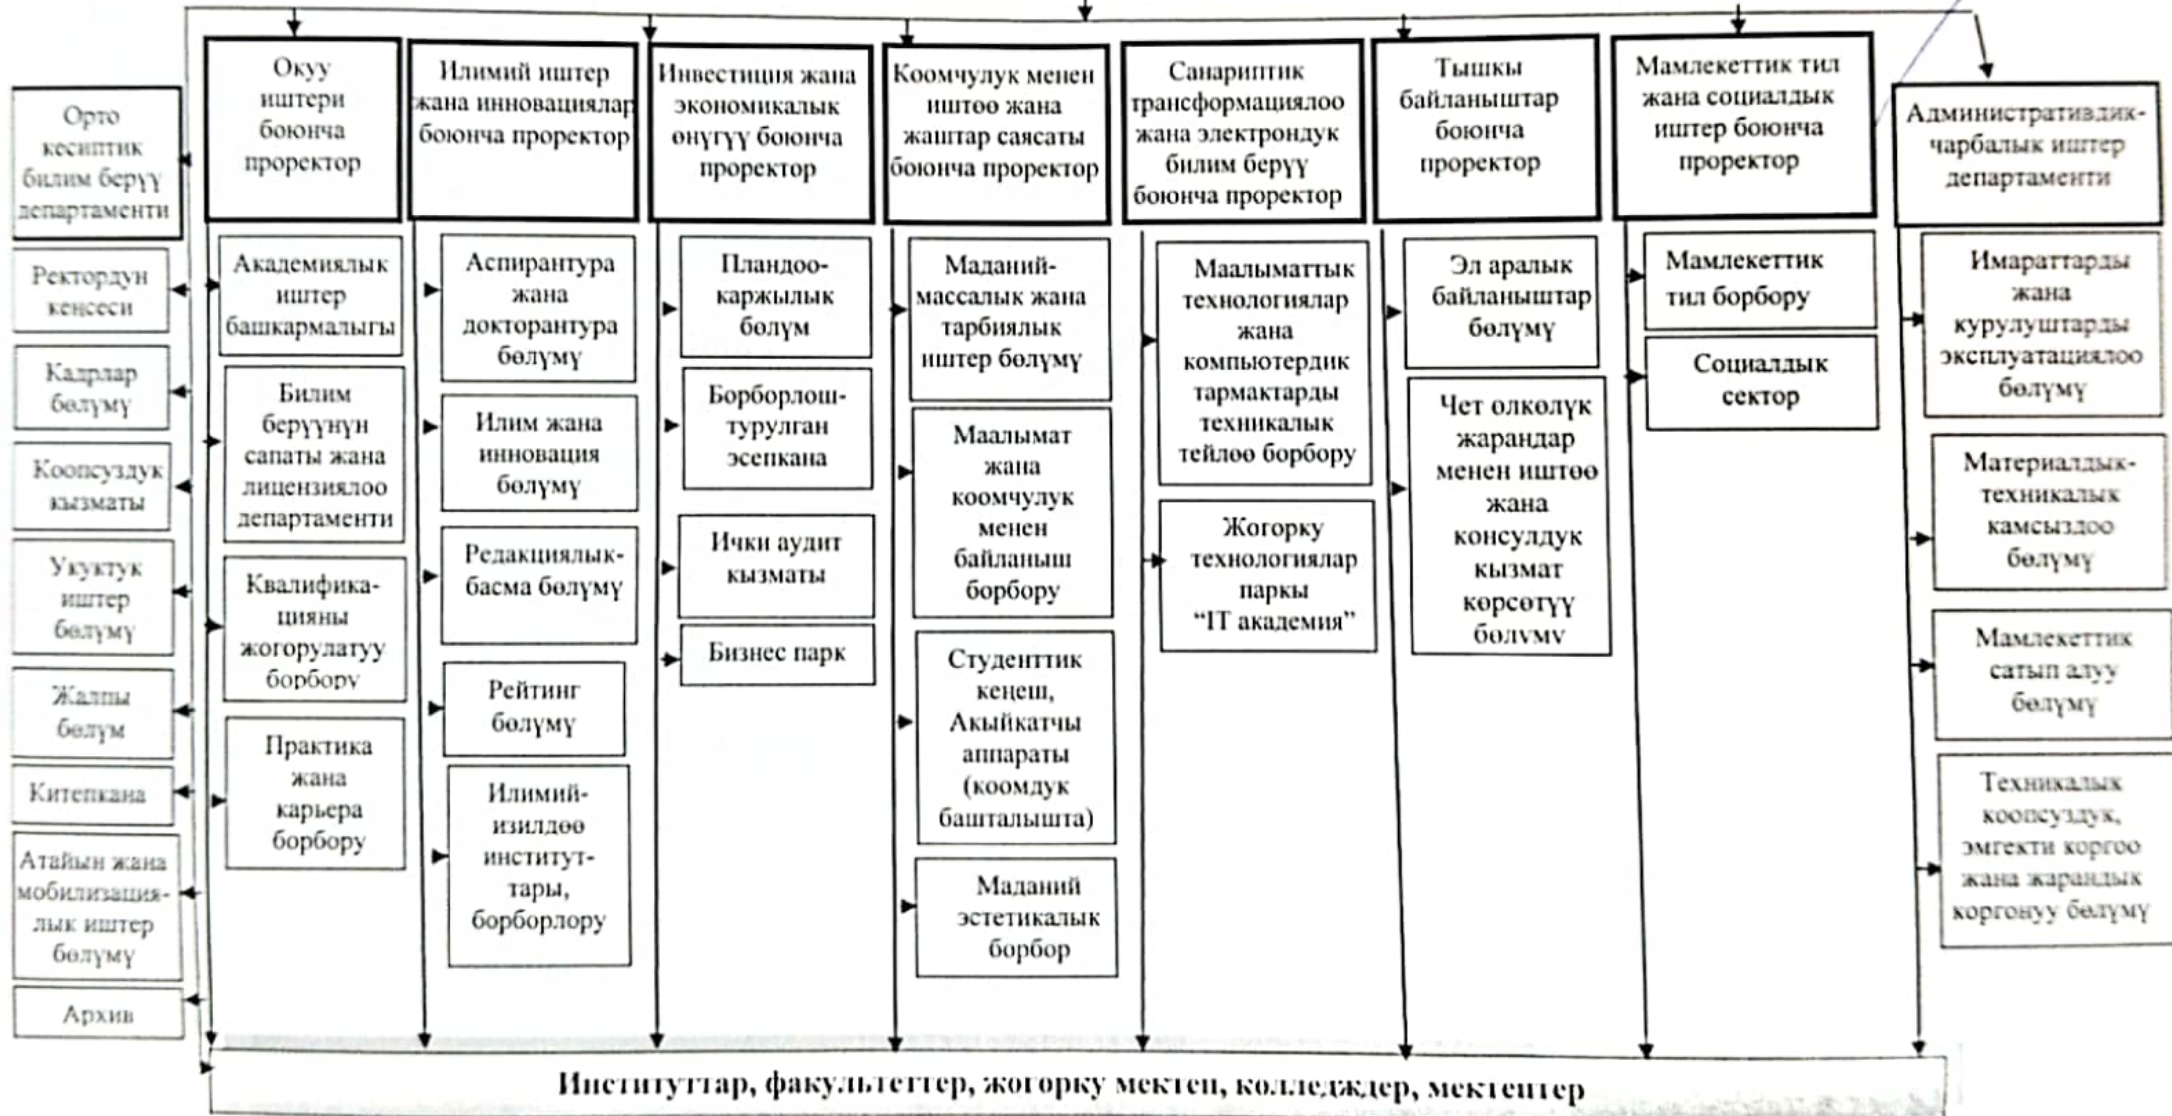 Орто
кесиптик
билим берүү
департаменти
Ректордун
кеңсеси
Кадрлар
бөлүмү
Коопсуздук
кызматы
Укуктук
иштер
бөлүмү
Жалпы
бөлүм
Китепкана
Атайын жана
мобилизация-
лык иштер
бөлүмү
Архив
Окуу
иштери
боюнча
проректор
Академиялык
иштер
башкармалыгы
Билим
берүүнүн
сапаты жана
лицензиялоо
департаменти
Квалифика-
цияны
жогорулатуу
борбору
Практика
жана
карьера
борбору
Илимий иштер
жана инновациялар
боюнча проректор
Аспирантура
жана
докторантура
бөлүмү
Илим жана
инновация
бөлүмү
Редакциялык-
басма бөлүмү
Рейтинг
бөлүмү
Илимий-
изилдөө
институт-
тары,
борборлору
Инвестиция жана
экономикалык
өнүгүү боюнча
проректор
Пландоо-
каржылык
бөлүм
Борборлош-
турулган
эсепкана
Ички аудит
кызматы
Бизнес парк
Коомчулук менен
иштөө жана
жаштар саясаты
боюнча проректор
Маданий-
массалык жана
тарбиялык
иштер бөлүмү
Маалымат
жана
коомчулук
менен
байланыш
борбору
Студенттик
кеңеш,
Акыйкатчы
аппараты
(коомдук
башталышта)
Маданий
эстетикалык
борбор
Санариптик
трансформациялоо
жана электрондук
билим берүү
боюнча проректор
Маалыматтык
технологиялар
жана
компьютердик
тармактарды
техникалык
тейлөө борбору
Жогорку
технологиялар
паркы
“IT академия”
Тышкы
байланыштар
боюнча
проректор
Эл аралык
байланыштар
бөлүмү
Чет өлкөлүк
жарандар
менен иштөө
жана
консулдук
кызмат
көрсөтүү
бөлүмү
Мамлекеттик тил
жана социалдык
иштер боюнча
проректор
Мамлекеттик
тил борбору
Социалдык
сектор
Административдик-
чарбалык иштер
департаменти
Имараттарды
жана
курулуштарды
эксплуатациялоо
бөлүмү
Материалдык-
техникалык
камсыздоо
бөлүмү
Мамлекеттик
сатып алуу
бөлүмү
Техникалык
коопсуздук,
эмгекти коргоо
жана жарандык
коргонуу бөлүмү
Институттар, факультеттер, жогорку мектеп, колледждер, мектептер